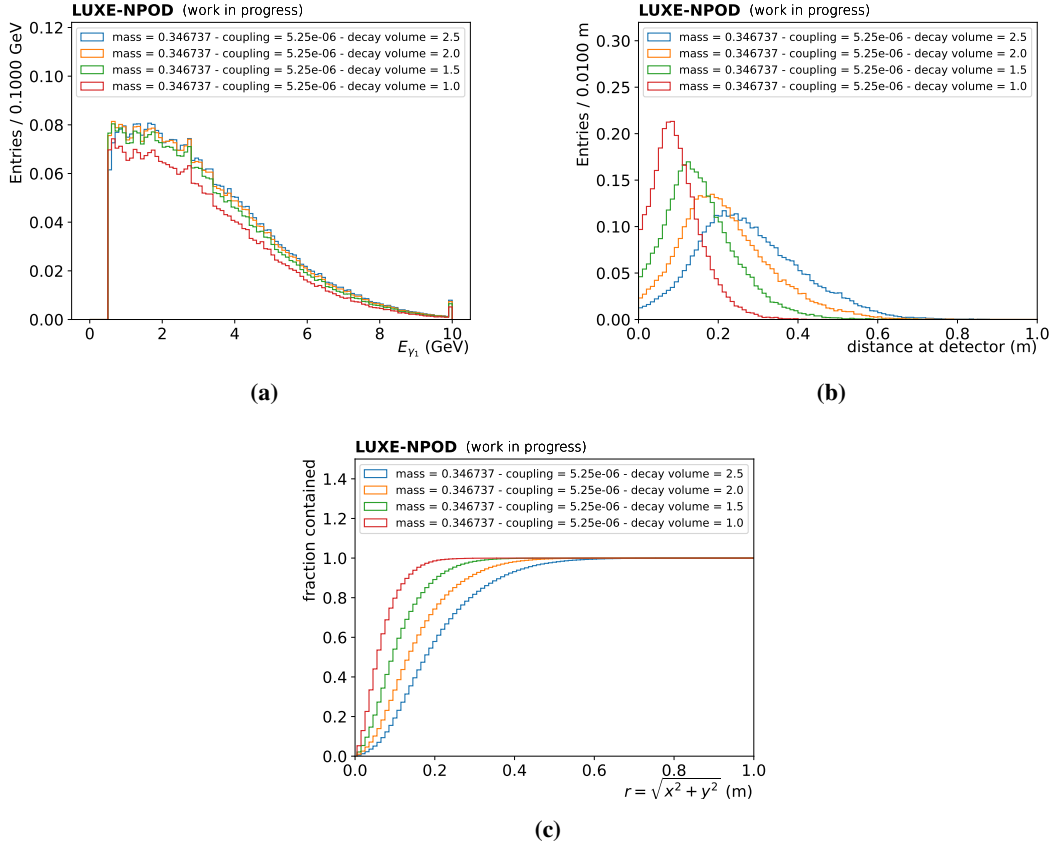 LUXE-NPOD (work in progress)
Entries / 0.1000 GeV
0.12
0.10
0.08
0.06
0.04
0.02
0.00
mass = 0.346737 - coupling = 5.25e-06 - decay volume = 2.5
mass = 0.346737 - coupling = 5.25e-06 - decay volume = 2.0
mass = 0.346737 - coupling = 5.25e-06 - decay volume = 1.5
mass = 0.346737 - coupling = 5.25e-06 - decay volume = 1.0
0 2 4 6 8 10
E_{γ_1} (GeV)
(a)
LUXE-NPOD (work in progress)
Entries / 0.0100 m
0.30
0.25
0.20
0.15
0.10
0.05
0.00
mass = 0.346737 - coupling = 5.25e-06 - decay volume = 2.5
mass = 0.346737 - coupling = 5.25e-06 - decay volume = 2.0
mass = 0.346737 - coupling = 5.25e-06 - decay volume = 1.5
mass = 0.346737 - coupling = 5.25e-06 - decay volume = 1.0
0.0 0.2 0.4 0.6 0.8 1.0
distance at detector (m)
(b)
LUXE-NPOD (work in progress)
fraction contained
1.4
1.2
1.0
0.8
0.6
0.4
0.2
0.0
mass = 0.346737 - coupling = 5.25e-06 - decay volume = 2.5
mass = 0.346737 - coupling = 5.25e-06 - decay volume = 2.0
mass = 0.346737 - coupling = 5.25e-06 - decay volume = 1.5
mass = 0.346737 - coupling = 5.25e-06 - decay volume = 1.0
0.0 0.2 0.4 0.6 0.8 1.0
r = √(x² + y²) (m)
(c)